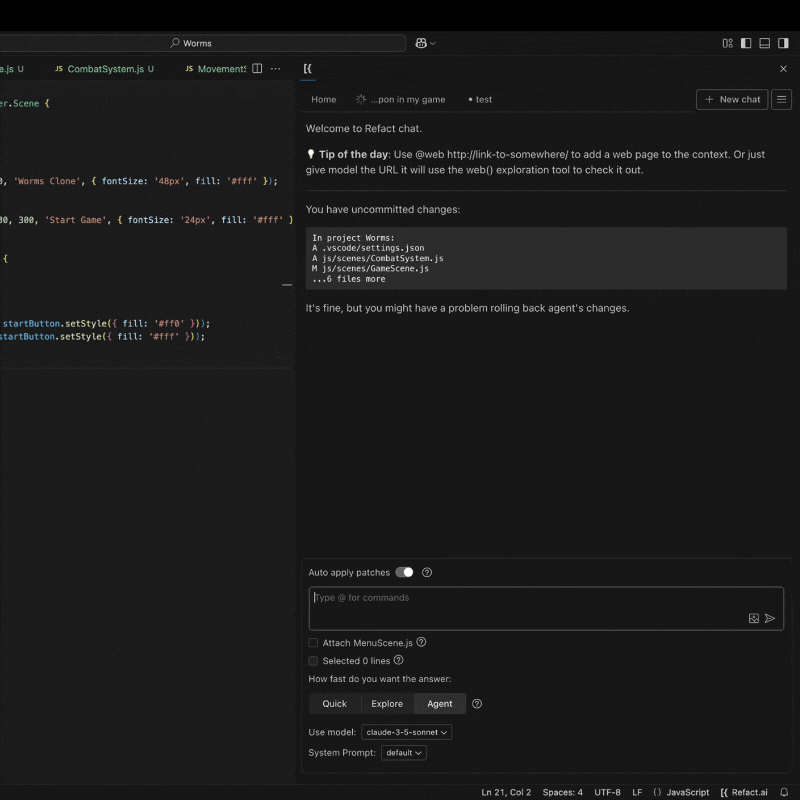 Worms
e.js U
JS CombatSystem.js U
JS MovementS
er.Scene {
0, 'Worms Clone', { fontSize: '48px', fill: '#fff' });
00, 300, 'Start Game', { fontSize: '24px', fill: '#fff' }
{
startButton.setStyle({ fill: '#ff0' }));
startButton.setStyle({ fill: '#fff' }));
Home
...pon in my game
• test
+ New chat
Welcome to Refact chat.
Tip of the day: Use @web http://link-to-somewhere/ to add a web page to the context. Or just
give model the URL it will use the web() exploration tool to check it out.
You have uncommitted changes:
In project Worms:
A .vscode/settings.json
A js/scenes/CombatSystem.js
M js/scenes/GameScene.js
...6 files more
It's fine, but you might have a problem rolling back agent's changes.
Auto apply patches
Type @ for commands
Attach MenuScene.js
Selected 0 lines
How fast do you want the answer:
Quick
Explore
Agent
Use model: claude-3-5-sonnet
System Prompt: default
Ln 21, Col 2
Spaces: 4
UTF-8
LF
{} JavaScript
Refact.ai